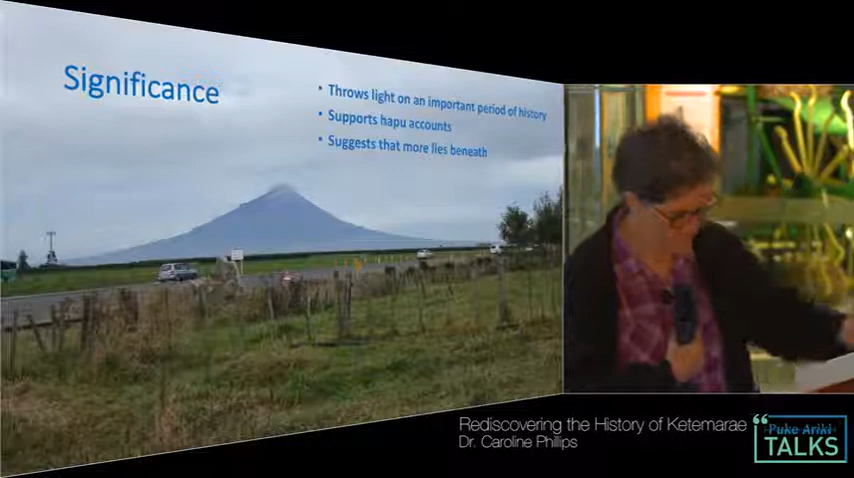 Significance
• Throws light on an important period of history
• Supports hapu accounts
• Suggests that more lies beneath
Rediscovering the History of Ketemarae
Dr. Caroline Phillips
“Puke Ariki
TALKS